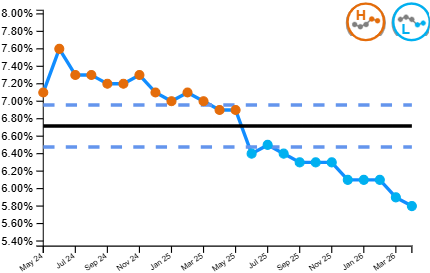 8.00%
7.80%
7.60%
7.40%
7.20%
7.00%
6.80%
6.60%
6.40%
6.20%
6.00%
5.80%
5.60%
5.40%
May 24
Jul 24
Sep 24
Nov 24
Jan 25
Mar 25
May 25
Jul 25
Sep 25
Nov 25
Jan 26
Mar 26
H
L